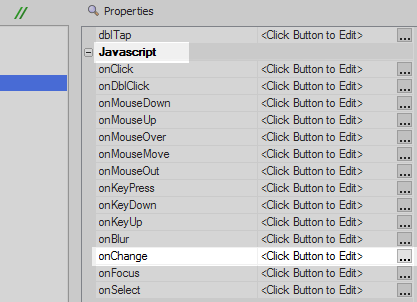 // Properties
dblTap <Click Button to Edit> ...
Javascript
onClick <Click Button to Edit> ...
onDblClick <Click Button to Edit> ...
onMouseDown <Click Button to Edit> ...
onMouseUp <Click Button to Edit> ...
onMouseOver <Click Button to Edit> ...
onMouseMove <Click Button to Edit> ...
onMouseOut <Click Button to Edit> ...
onKeyPress <Click Button to Edit> ...
onKeyDown <Click Button to Edit> ...
onKeyUp <Click Button to Edit> ...
onBlur <Click Button to Edit> ...
onChange <Click Button to Edit> ...
onFocus <Click Button to Edit> ...
onSelect <Click Button to Edit> ...